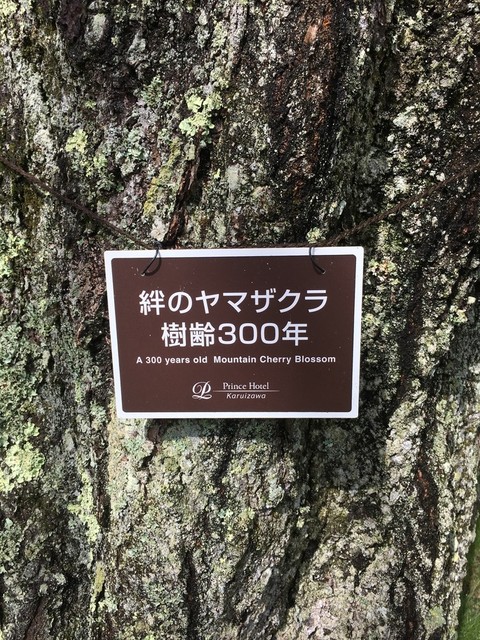 絆のヤマザクラ
樹齢300年
A 300 years old Mountain Cherry Blossom
P Prince Hotel
Karuizawa